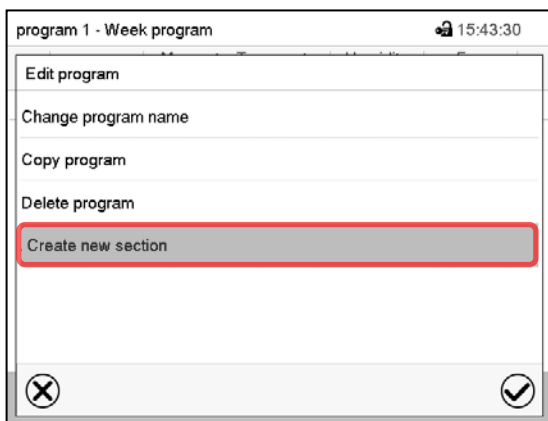 program 1 - Week program 15:43:30
Edit program
Change program name
Copy program
Delete program
Create new section